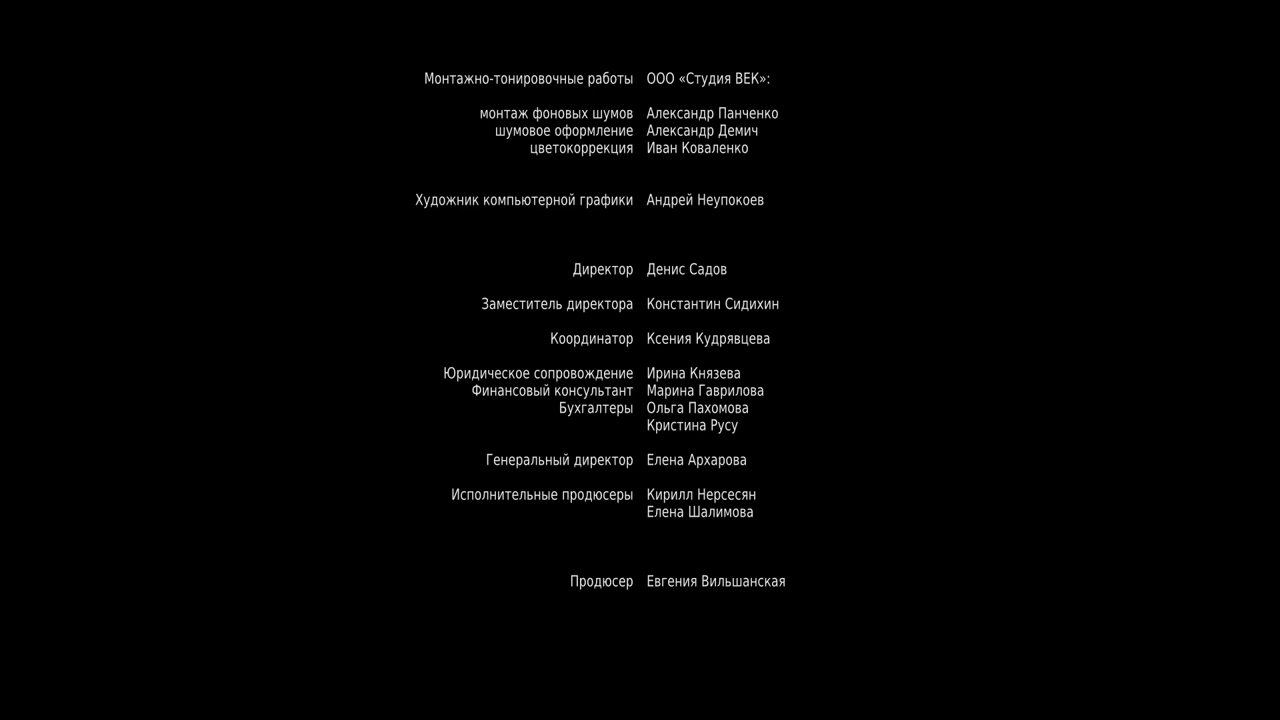 Монтажно-тонировочные работы ООО «Студия ВЕК»:
монтаж фоновых шумов Александр Панченко
шумовое оформление Александр Демич
цветокоррекция Иван Коваленко
Художник компьютерной графики Андрей Неупокоев
Директор Денис Садов
Заместитель директора Константин Сидихин
Координатор Ксения Кудрявцева
Юридическое сопровождение Ирина Князева
Финансовый консультант Марина Гаврилова
Бухгалтеры Ольга Пахомова
Кристина Русу
Генеральный директор Елена Архарова
Исполнительные продюсеры Кирилл Нерсесян
Елена Шалимова
Продюсер Евгения Вильшанская